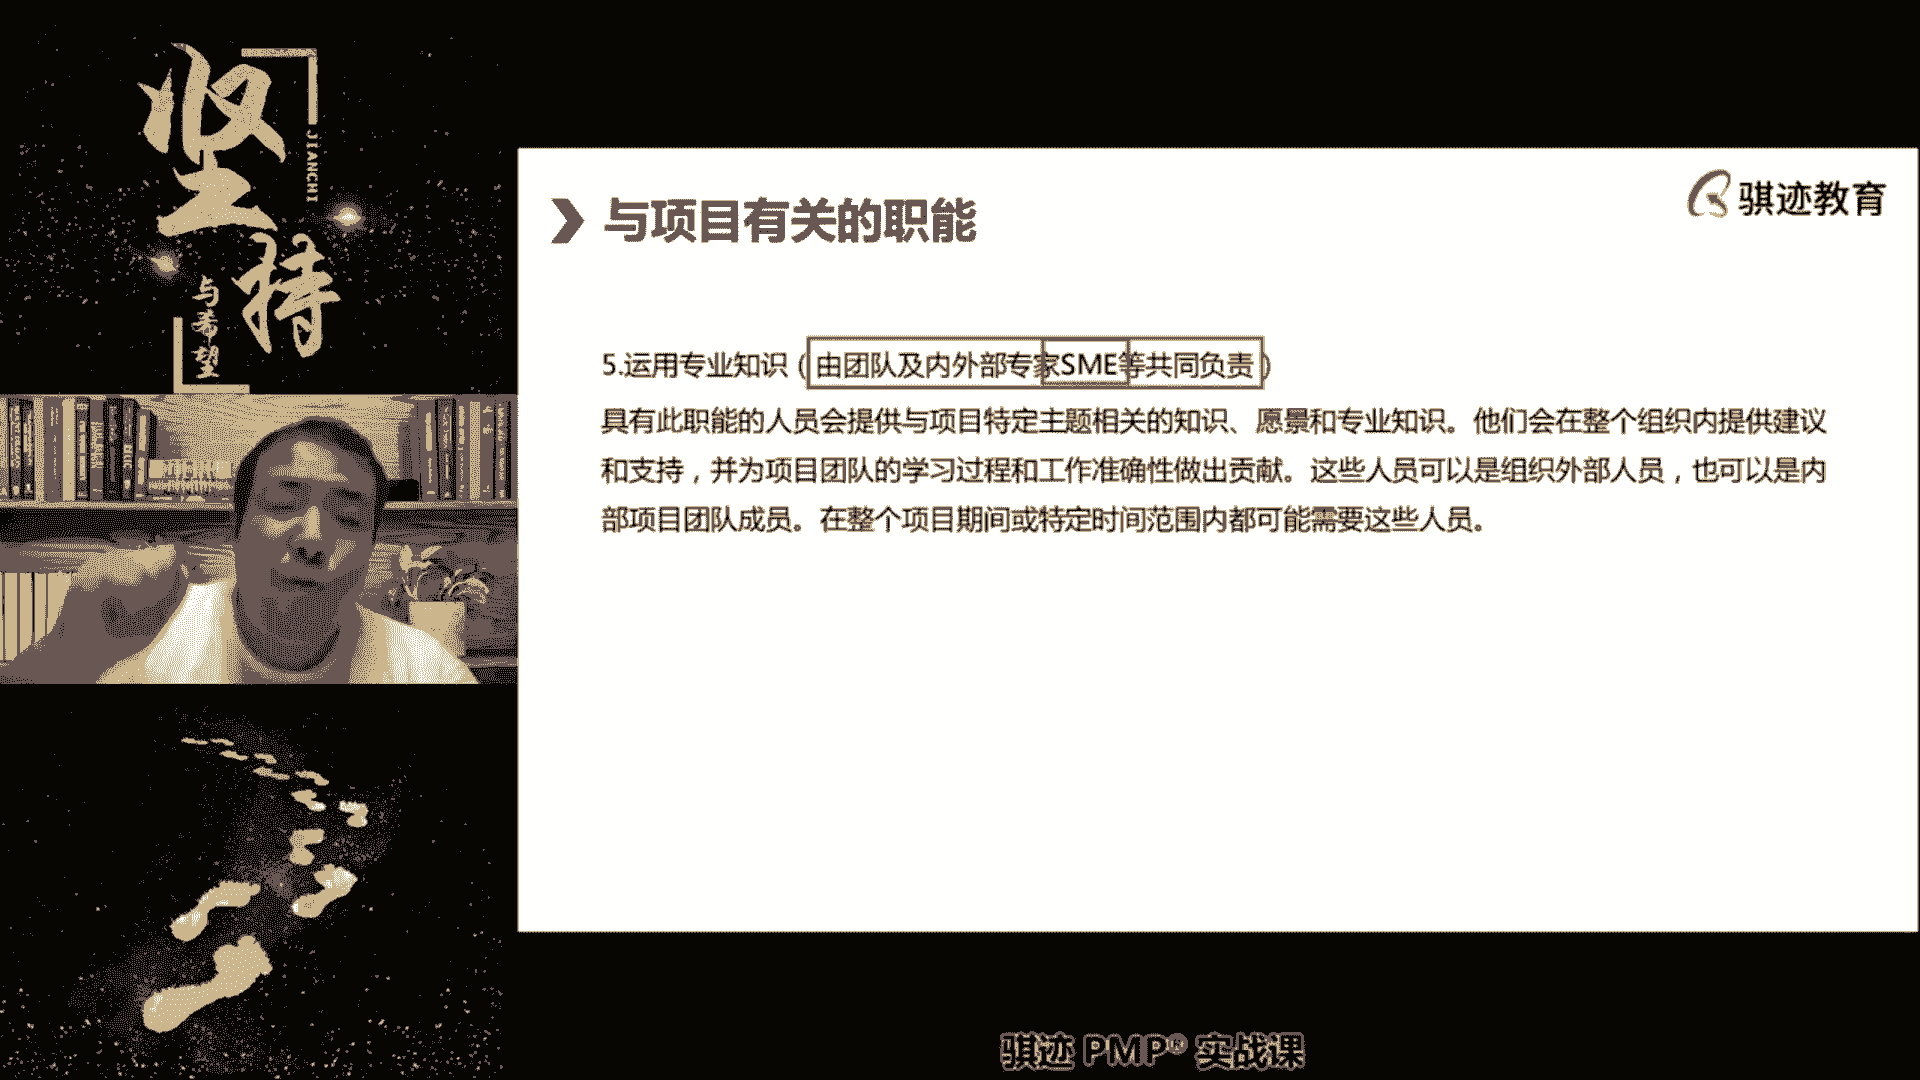 坚持
JIANCHI
与希望
骐迹教育
与项目有关的职能
5.运用专业知识（由团队及内外部专家SME等共同负责）
具有此职能的人员会提供与项目特定主题相关的知识、愿景和专业知识。他们会在整个组织内提供建议
和支持，并为项目团队的学习过程和工作准确性做出贡献。这些人员可以是组织外部人员，也可以是内
部项目团队成员。在整个项目期间或特定时间范围内都可能需要这些人员。
骐迹 PMP® 实战课